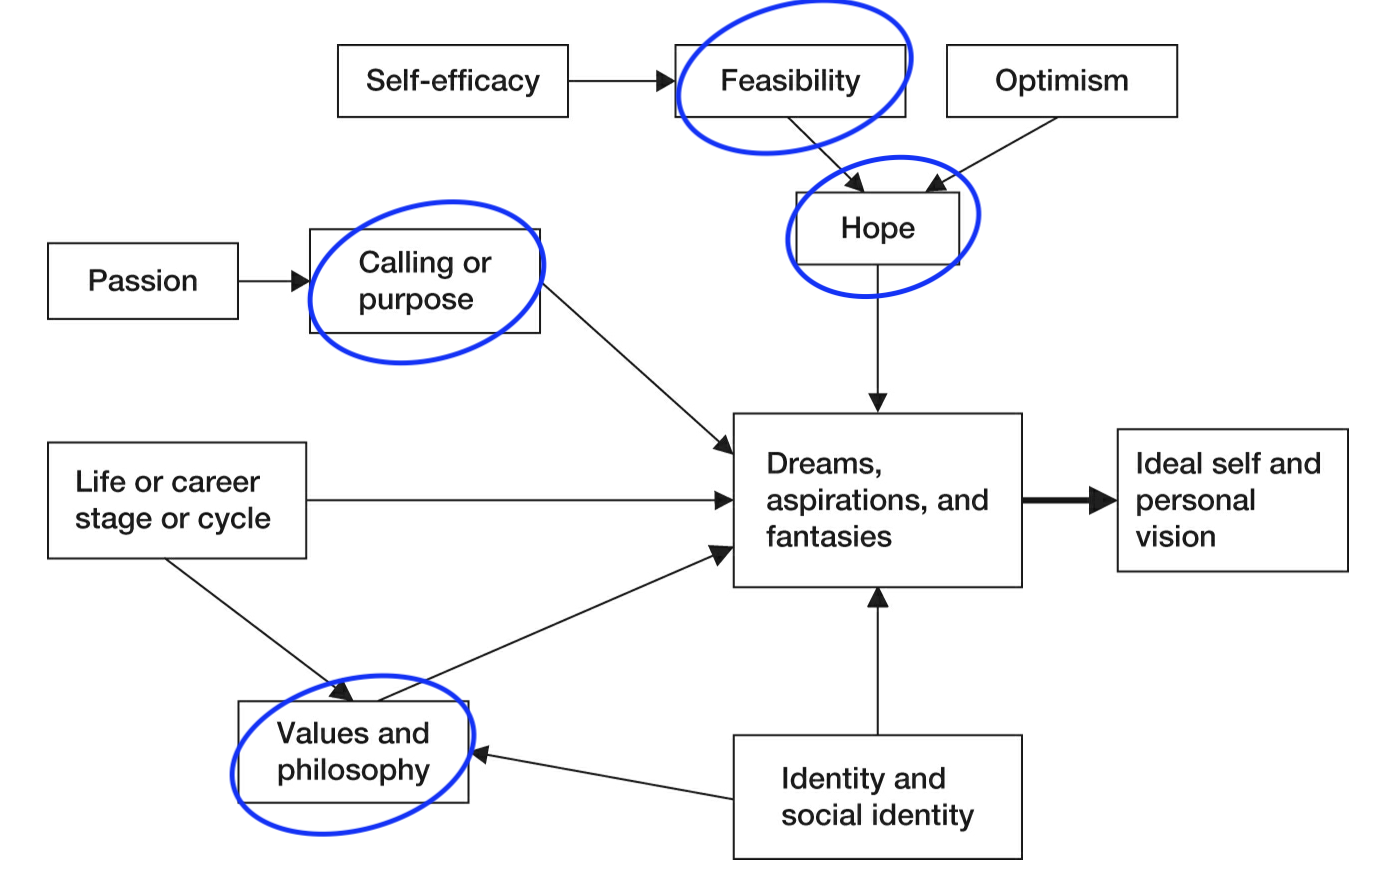 Self-efficacy
Feasibility
Optimism
Hope
Passion
Calling or
purpose
Life or career
stage or cycle
Dreams,
aspirations, and
fantasies
Ideal self and
personal
vision
Values and
philosophy
Identity and
social identity